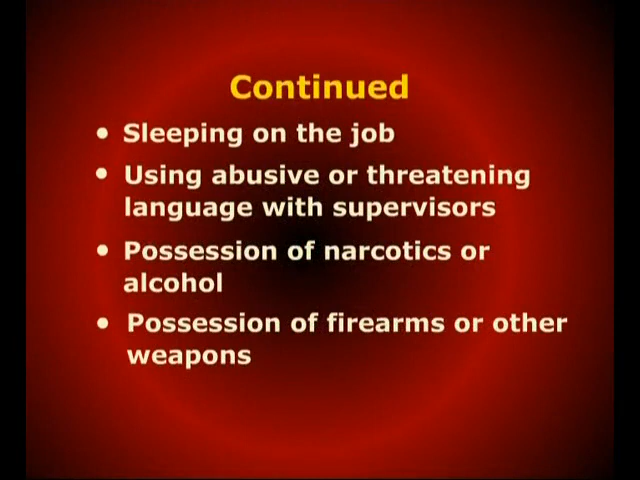 Continued
• Sleeping on the job
• Using abusive or threatening
language with supervisors
• Possession of narcotics or
alcohol
• Possession of firearms or other
weapons